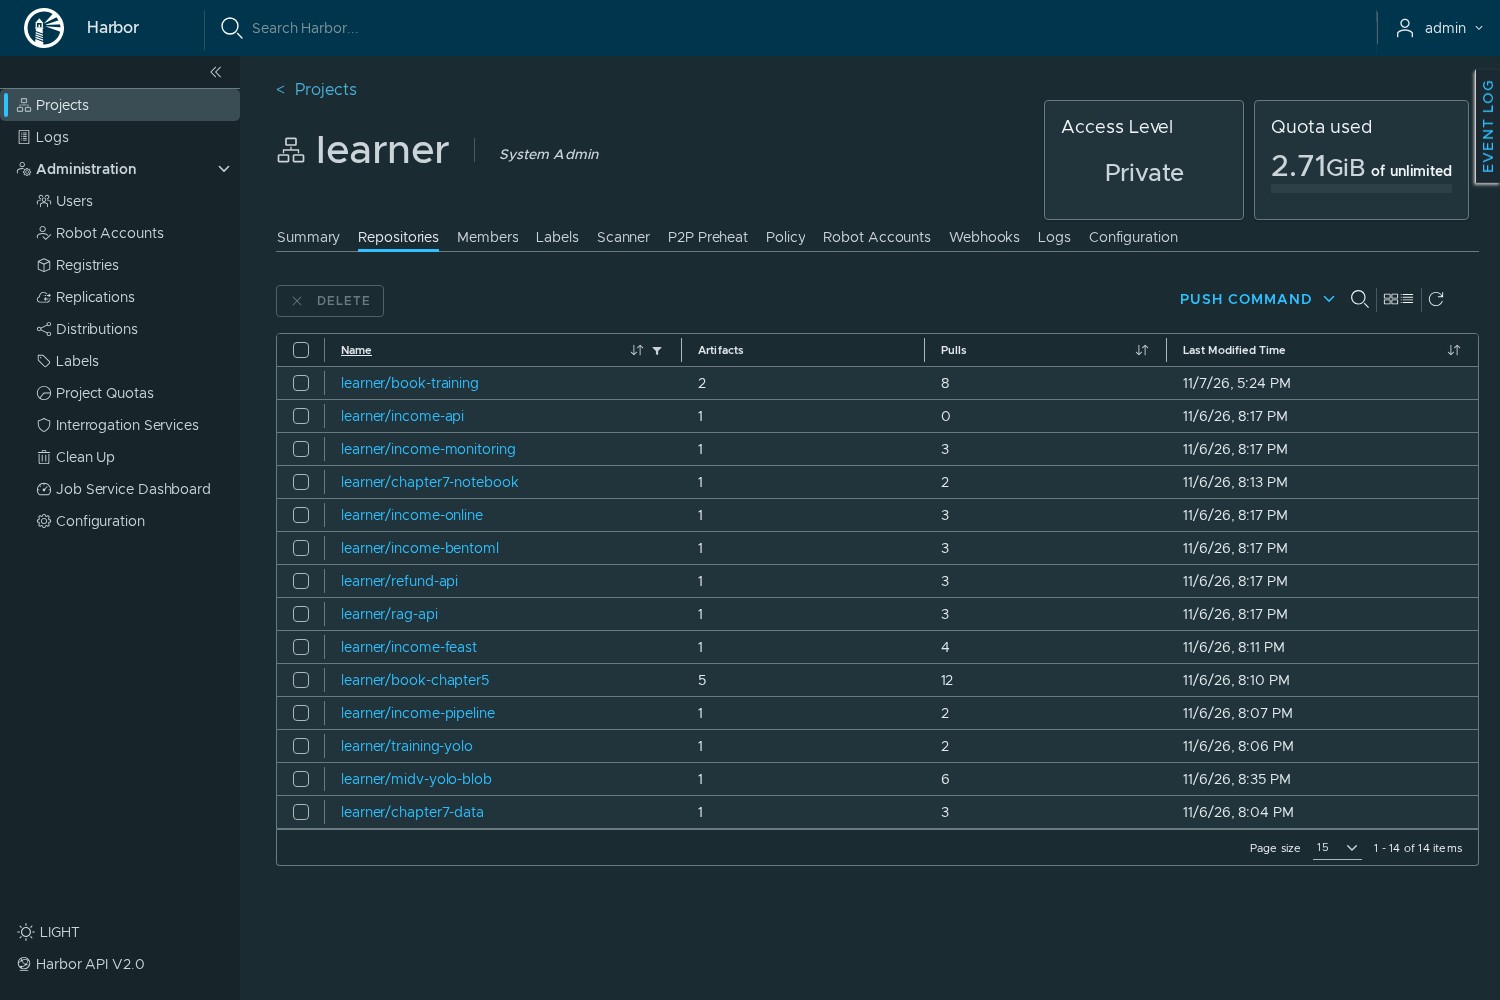 Harbor
Search Harbor...
admin
Projects
Logs
Administration
Users
Robot Accounts
Registries
Replications
Distributions
Labels
Project Quotas
Interrogation Services
Clean Up
Job Service Dashboard
Configuration
LIGHT
Harbor API V2.0
< Projects
learner
System Admin
Access Level
Private
Quota used
2.71GiB of unlimited
EVENT LOG
Summary Repositories Members Labels Scanner P2P Preheat Policy Robot Accounts Webhooks Logs Configuration
DELETE
PUSH COMMAND
Name Artifacts Pulls Last Modified Time
learner/book-training 2 8 11/7/26, 5:24 PM
learner/income-api 1 0 11/6/26, 8:17 PM
learner/income-monitoring 1 3 11/6/26, 8:17 PM
learner/chapter7-notebook 1 2 11/6/26, 8:13 PM
learner/income-online 1 3 11/6/26, 8:17 PM
learner/income-bentoml 1 3 11/6/26, 8:17 PM
learner/refund-api 1 3 11/6/26, 8:17 PM
learner/rag-api 1 3 11/6/26, 8:17 PM
learner/income-feast 1 4 11/6/26, 8:11 PM
learner/book-chapter5 5 12 11/6/26, 8:10 PM
learner/income-pipeline 1 2 11/6/26, 8:07 PM
learner/training-yolo 1 2 11/6/26, 8:06 PM
learner/midv-yolo-blob 1 6 11/6/26, 8:35 PM
learner/chapter7-data 1 3 11/6/26, 8:04 PM
Page size 15 1 - 14 of 14 items